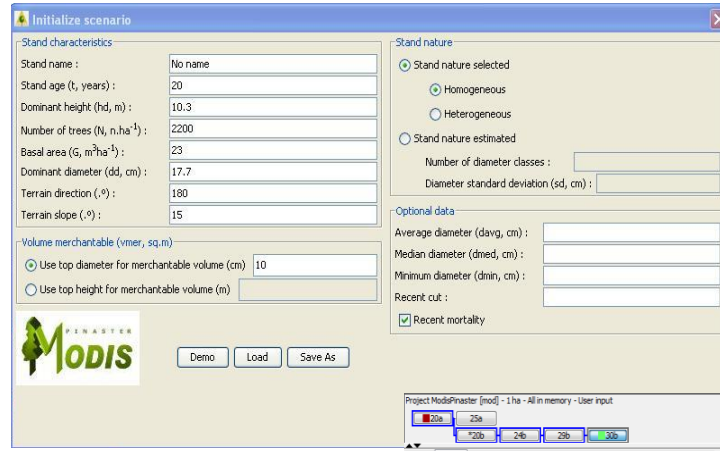 Initialize scenario
Stand characteristics
Stand name : No name
Stand age (t, years) : 20
Dominant height (hd, m) : 10.3
Number of trees (N, n.ha-1) : 2200
Basal area (G, m3ha-1) : 23
Dominant diameter (dd, cm) : 17.7
Terrain direction (.º) : 180
Terrain slope (.º) : 15
Volume merchantable (vmer, sq.m)
Use top diameter for merchantable volume (cm) 10
Use top height for merchantable volume (m)
PINASTER
MODIS
Demo Load Save As
Stand nature
Stand nature selected
Homogeneous
Heterogeneous
Stand nature estimated
Number of diameter classes :
Diameter standard deviation (sd, cm) :
Optional data
Average diameter (davg, cm) :
Median diameter (dmed, cm) :
Minimum diameter (dmin, cm) :
Recent cut :
Recent mortality
Project ModisPinaster [mod] - 1 ha - All in memory - User input
20a 25a
*20b 24b 29b 30b